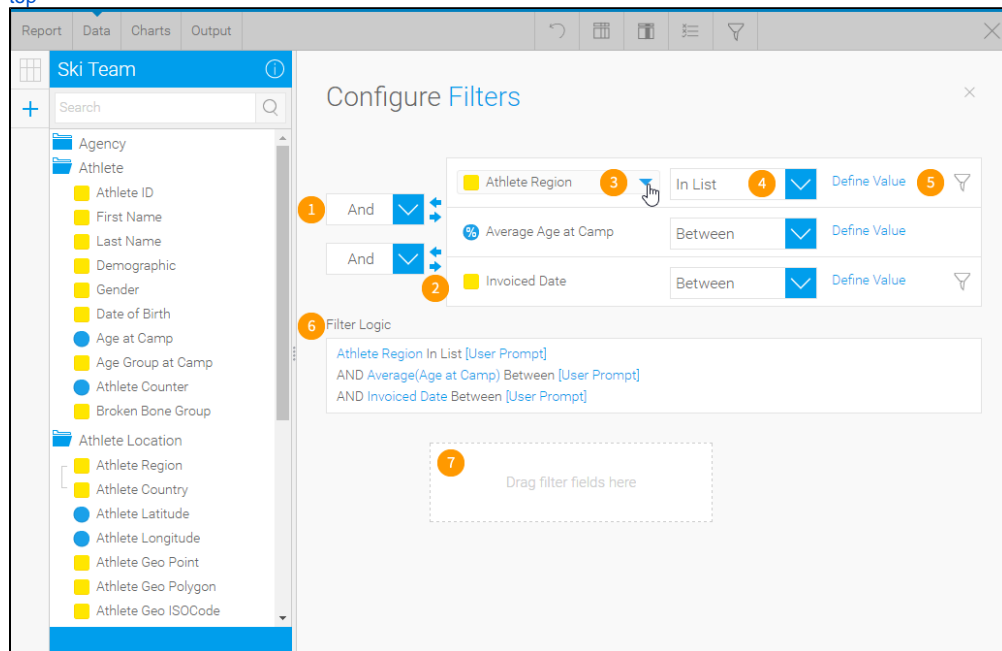 top
Report Data Charts Output
Ski Team
Search
Agency
Athlete
Athlete ID
First Name
Last Name
Demographic
Gender
Date of Birth
Age at Camp
Age Group at Camp
Athlete Counter
Broken Bone Group
Athlete Location
Athlete Region
Athlete Country
Athlete Latitude
Athlete Longitude
Athlete Geo Point
Athlete Geo Polygon
Athlete Geo ISOCode
Configure Filters
Athlete Region 3 In List 4 Define Value 5
1 And
% Average Age at Camp Between Define Value
And
2 Invoiced Date Between Define Value
6 Filter Logic
Athlete Region In List [User Prompt]
AND Average(Age at Camp) Between [User Prompt]
AND Invoiced Date Between [User Prompt]
7
Drag filter fields here